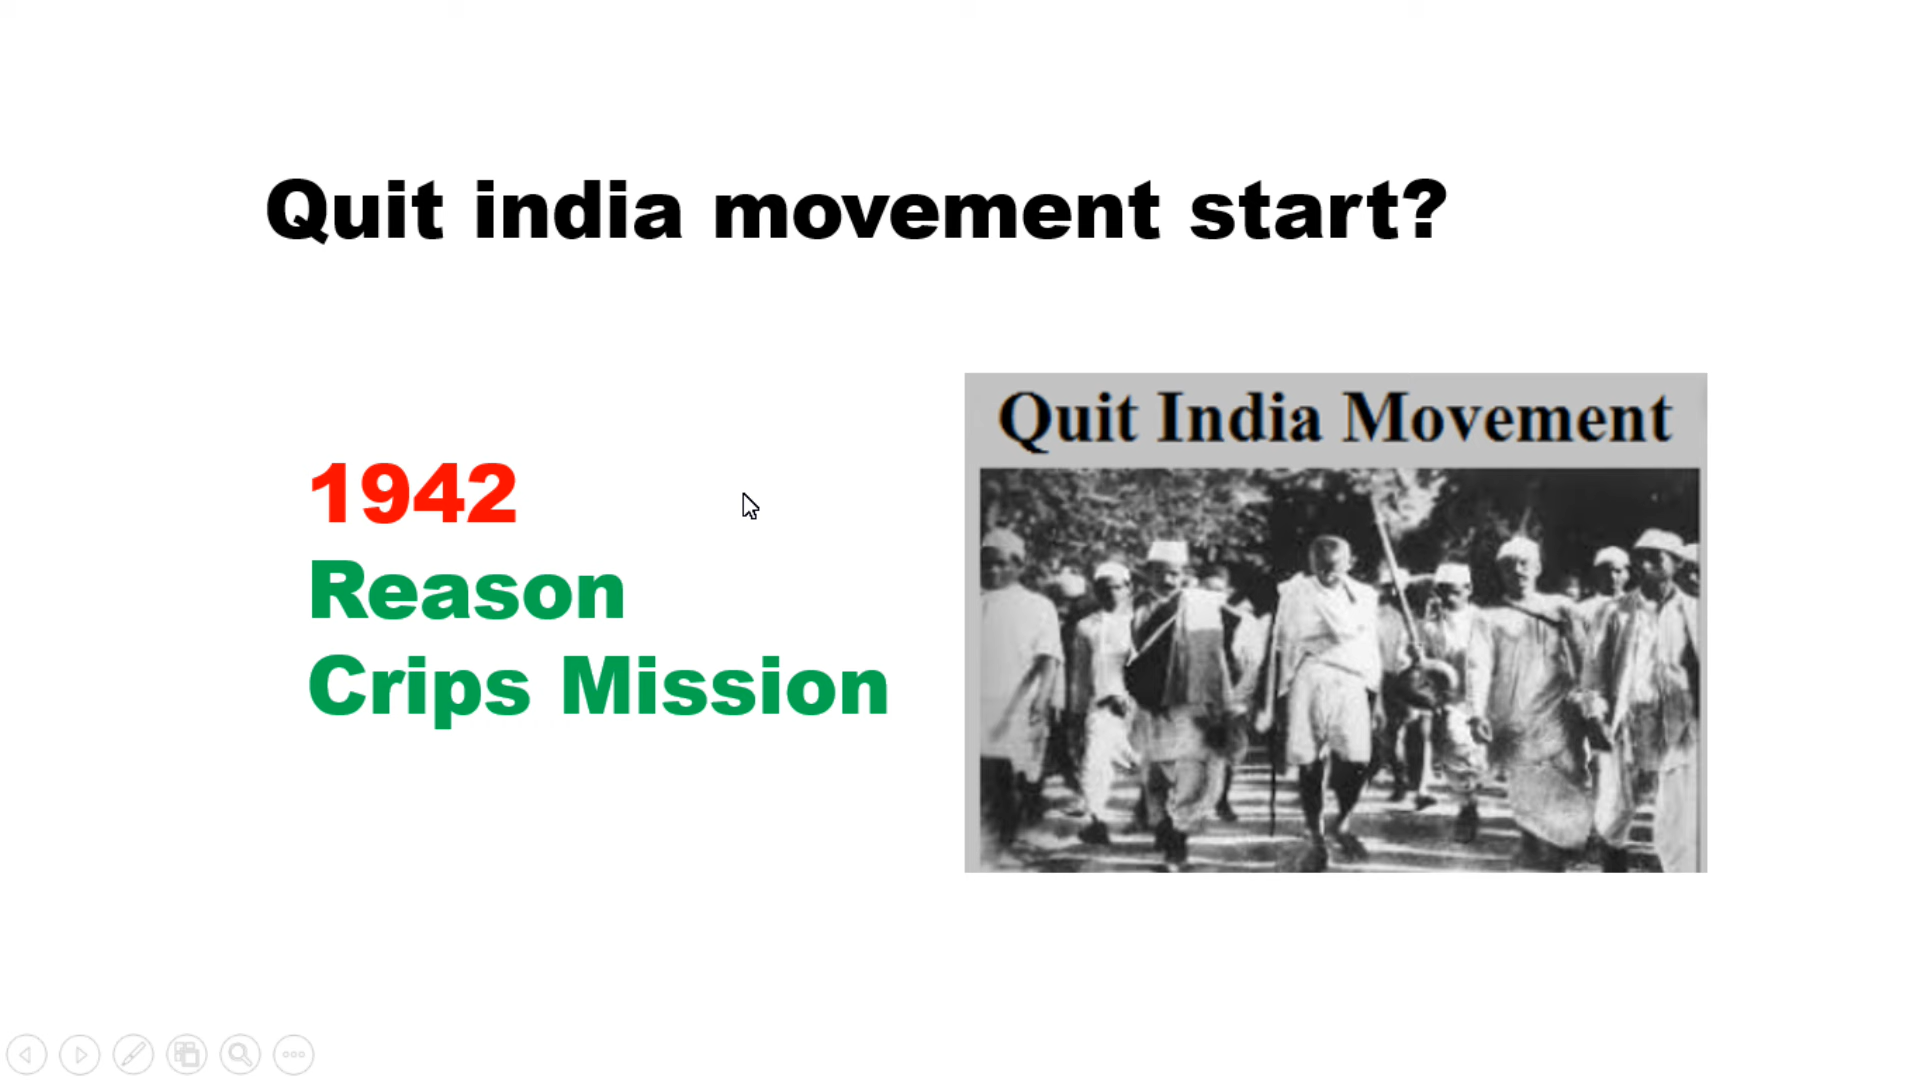 Quit india movement start?
1942
Reason
Crips Mission
Quit India Movement